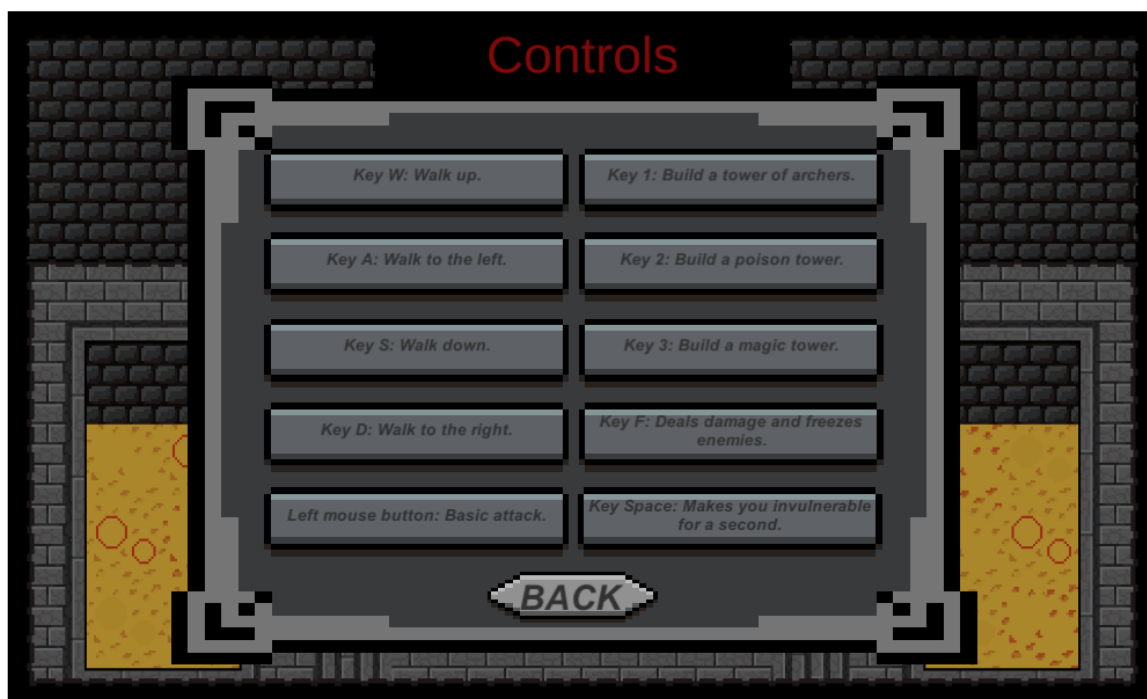 Controls
Key W: Walk up.
Key 1: Build a tower of archers.
Key A: Walk to the left.
Key 2: Build a poison tower.
Key S: Walk down.
Key 3: Build a magic tower.
Key D: Walk to the right.
Key F: Deals damage and freezes
enemies.
Left mouse button: Basic attack.
Key Space: Makes you invulnerable
for a second.
BACK